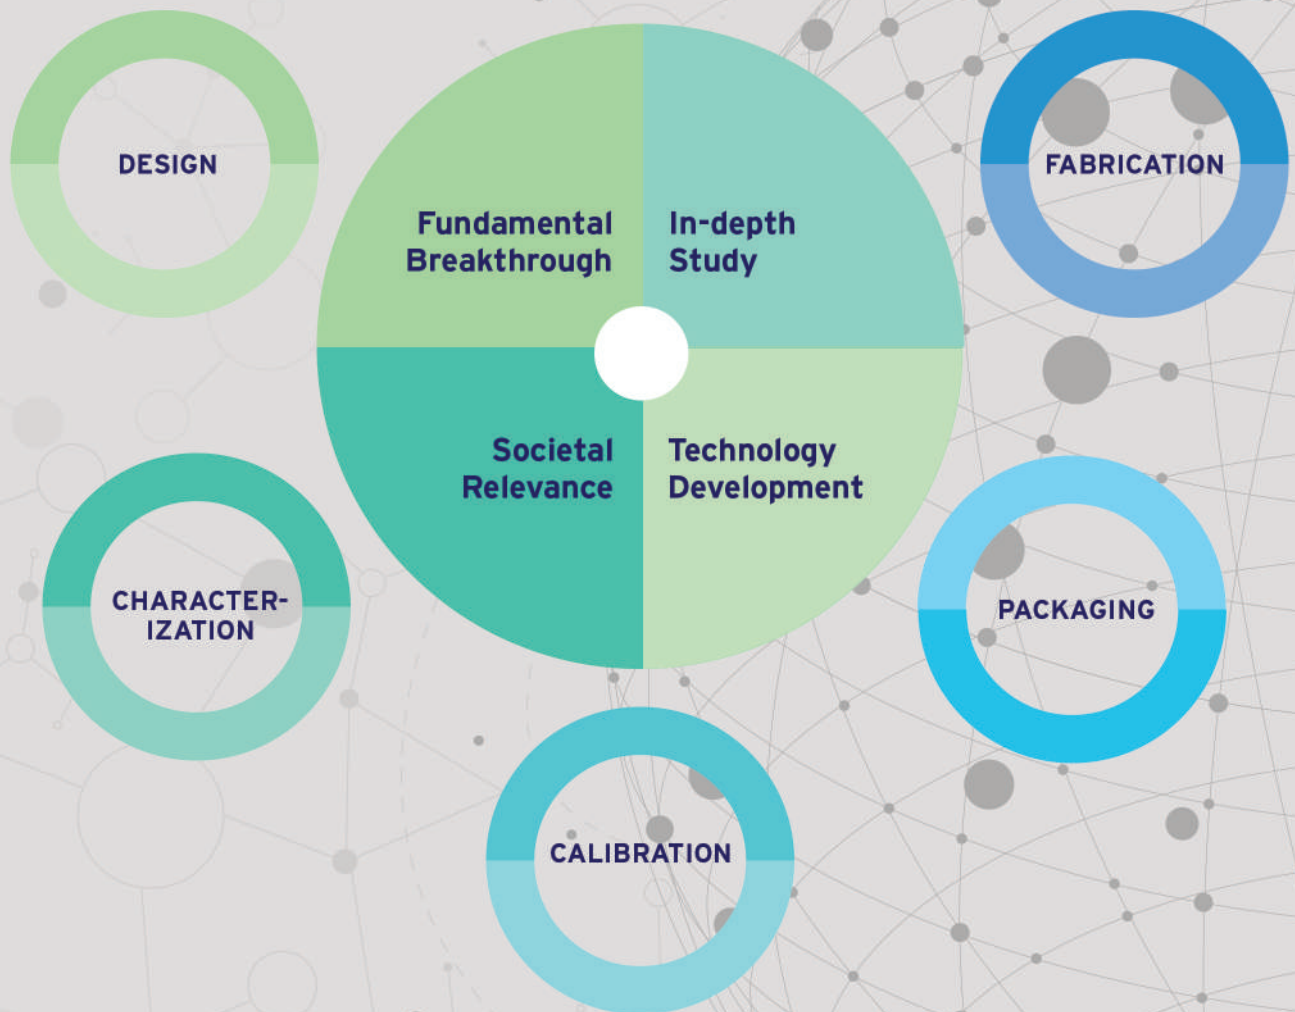 DESIGN
Fundamental
Breakthrough
In-depth
Study
FABRICATION
Societal
Relevance
Technology
Development
CHARACTER-
IZATION
PACKAGING
CALIBRATION